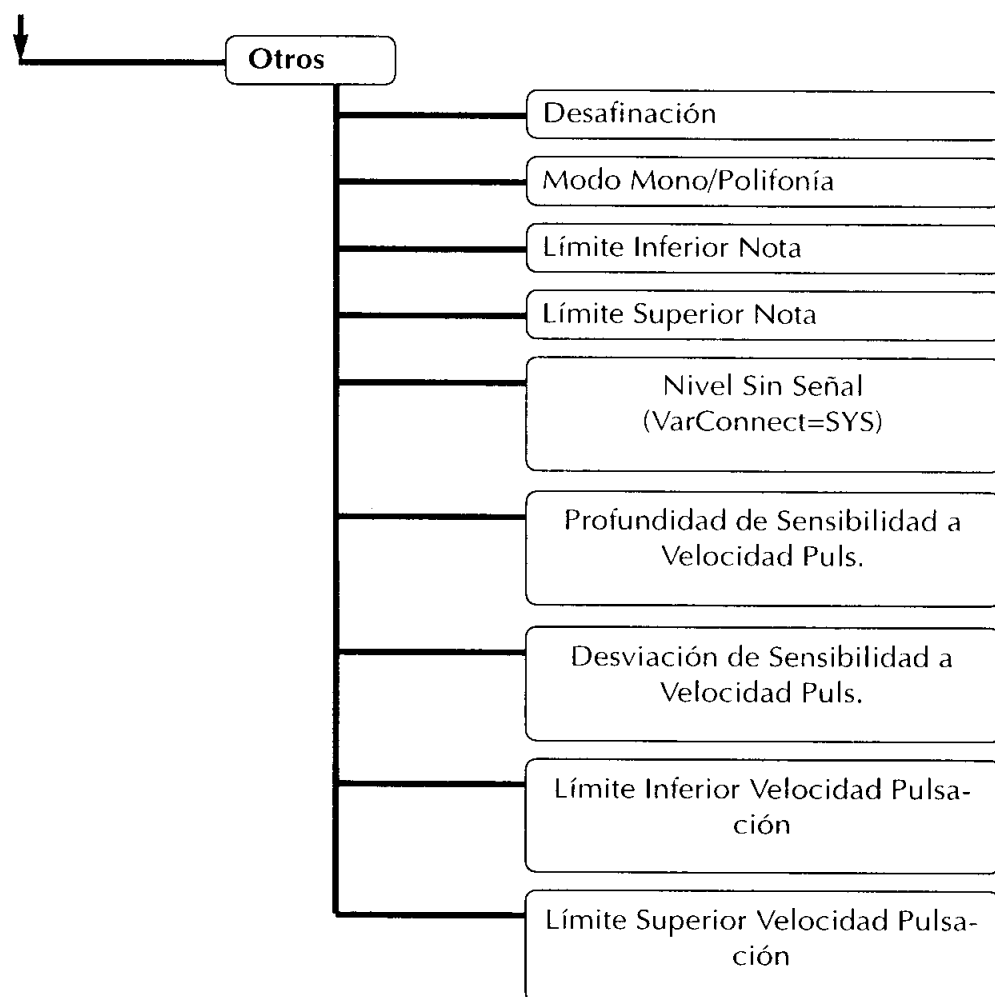 Otros
Desafinación
Modo Mono/Polifonía
Límite Inferior Nota
Límite Superior Nota
Nivel Sin Señal
(VarConnect=SYS)
Profundidad de Sensibilidad a
Velocidad Puls.
Desviación de Sensibilidad a
Velocidad Puls.
Límite Inferior Velocidad Pulsa-
ción
Límite Superior Velocidad Pulsa-
ción